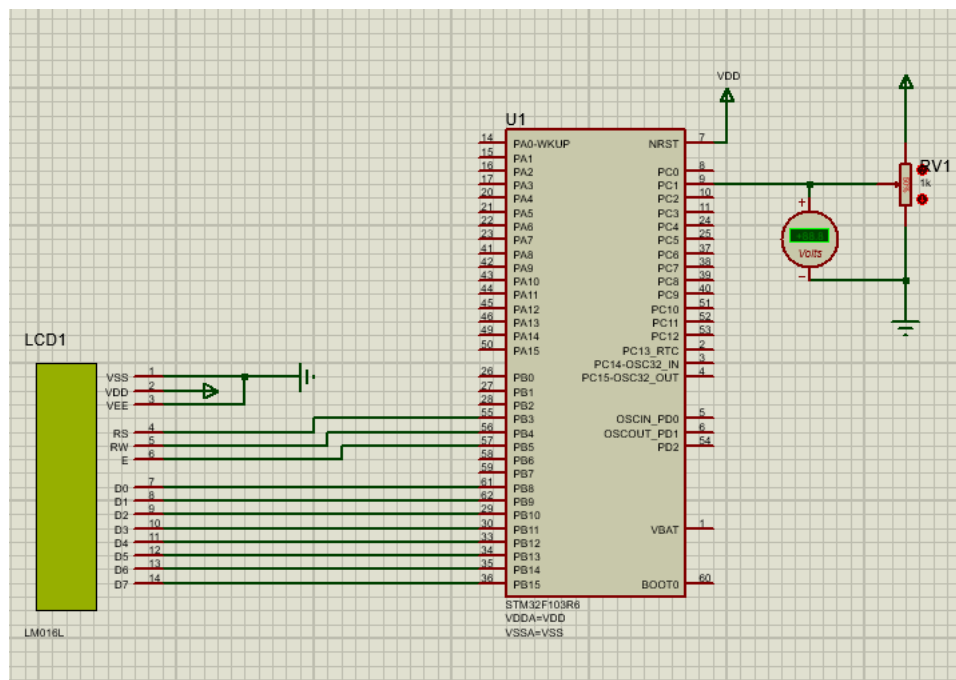 VDD
U1
14 PA0-WKUP NRST 7
15 PA1
16 PA2 PC0 8
17 PA3 PC1 9
20 PA4 PC2 10
21 PA5 PC3 11
22 PA6 PC4 24
23 PA7 PC5 25
41 PA8 PC6 37
42 PA9 PC7 38
43 PA10 PC8 39
44 PA11 PC9 40
45 PA12 PC10 51
46 PA13 PC11 52
49 PA14 PC12 53
50 PA15 PC13_RTC 2
PC14-OSC32_IN 3
26 PB0 PC15-OSC32_OUT 4
27 PB1
28 PB2
55 PB3 OSCIN_PD0 5
56 PB4 OSCOUT_PD1 6
57 PB5 PD2 54
58 PB6
59 PB7
61 PB8
62 PB9
29 PB10
30 PB11 VBAT 1
33 PB12
34 PB13
35 PB14
36 PB15 BOOT0 60
STM32F103R6
VDDA=VDD
VSSA=VSS
RV1
1k
50%
+
Volts
−
LCD1
VSS 1
VDD 2
VEE 3
RS 4
RW 5
E 6
D0 7
D1 8
D2 9
D3 10
D4 11
D5 12
D6 13
D7 14
LM016L